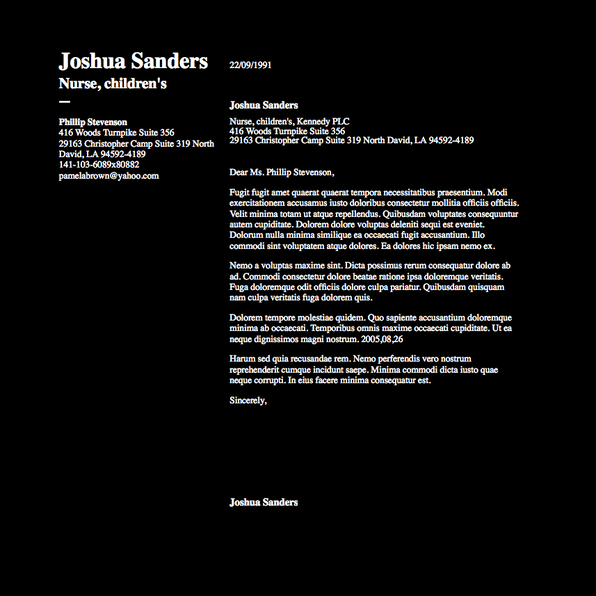 Joshua Sanders
Nurse, children's
Phillip Stevenson
416 Woods Turnpike Suite 356
29163 Christopher Camp Suite 319 North
David, LA 94592-4189
141-103-6089x80882
pamelabrown@yahoo.com
22/09/1991
Joshua Sanders
Nurse, children's, Kennedy PLC
416 Woods Turnpike Suite 356
29163 Christopher Camp Suite 319 North David, LA 94592-4189
Dear Ms. Phillip Stevenson,
Fugit fugit amet quaerat quaerat tempora necessitatibus praesentium. Modi
exercitationem accusamus iusto doloribus consectetur mollitia officiis officiis.
Velit minima totam ut atque repellendus. Quibusdam voluptates consequuntur
autem cupiditate. Dolorem dolore voluptas deleniti sequi est eveniet.
Dolorum nulla minima similique ea occaecati fugit accusantium. Illo
commodi sint voluptatem atque dolores. Ea dolores hic ipsam nemo ex.
Nemo a voluptas maxime sint. Dicta possimus rerum consequatur dolore ab
ad. Commodi consectetur dolore beatae ratione ipsa doloremque veritatis.
Fuga doloremque odit officiis dolore culpa pariatur. Quibusdam quisquam
nam culpa veritatis fuga dolorem quis.
Dolorem tempore molestiae quidem. Quo sapiente accusantium doloremque
minima ab occaecati. Temporibus omnis maxime occaecati cupiditate. Ut ea
neque dignissimos magni nostrum. 2005,08,26
Harum sed quia recusandae rem. Nemo perferendis vero nostrum
reprehenderit cumque incidunt saepe. Minima commodi dicta iusto quae
neque corrupti. In eius facere minima consequatur est.
Sincerely,
Joshua Sanders